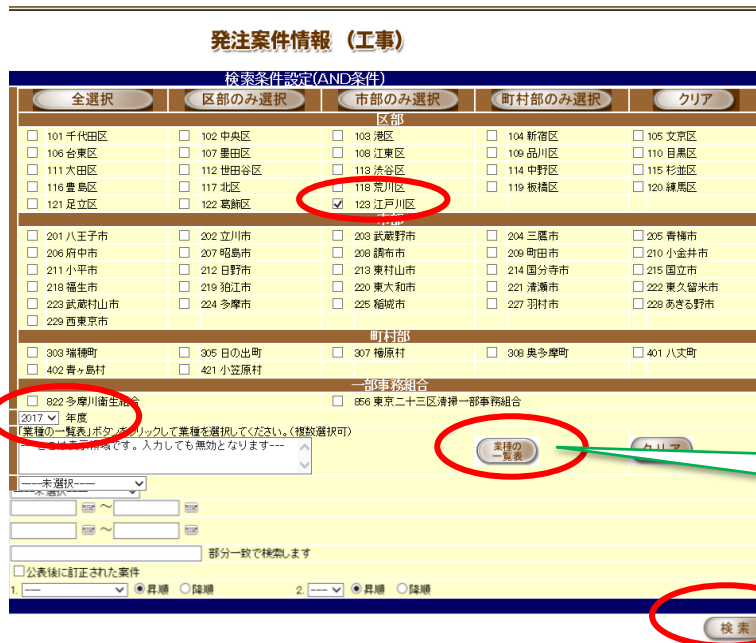 発注案件情報 （工事）
検索条件設定(AND条件)
全選択 区部のみ選択 市部のみ選択 町村部のみ選択 クリア
区部
101 千代田区 102 中央区 103 港区 104 新宿区 105 文京区
106 台東区 107 墨田区 108 江東区 109 品川区 110 目黒区
111 大田区 112 世田谷区 113 渋谷区 114 中野区 115 杉並区
116 豊島区 117 北区 118 荒川区 119 板橋区 120 練馬区
121 足立区 122 葛飾区 123 江戸川区
市部
201 八王子市 202 立川市 203 武蔵野市 204 三鷹市 205 青梅市
206 府中市 207 昭島市 208 調布市 209 町田市 210 小金井市
211 小平市 212 日野市 213 東村山市 214 国分寺市 215 国立市
218 福生市 219 狛江市 220 東大和市 221 清瀬市 222 東久留米市
223 武蔵村山市 224 多摩市 225 稲城市 227 羽村市 228 あきる野市
229 西東京市
町村部
303 瑞穂町 305 日の出町 307 檜原村 308 奥多摩町 401 八丈町
402 青ヶ島村 421 小笠原村
一部事務組合
822 多摩川衛生組合 856 東京二十三区清掃一部事務組合
2017 年度
「業種の一覧表」ボタンをクリックして業種を選択してください。（複数選択可）
---ここは表示領域です。入力しても無効となります---
業種の
一覧表
クリア
----未選択----
----未選択----
～
～
部分一致で検索します
公表後に訂正された案件
1. ---- 昇順 降順 2. --- 昇順 降順
検 索